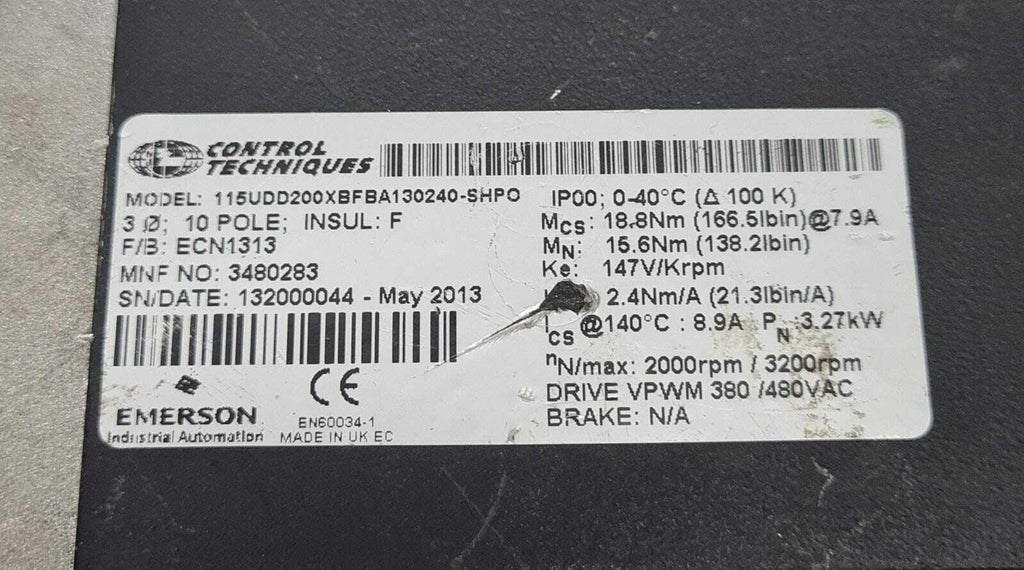 CONTROL
TECHNIQUES
MODEL: 115UDD200XBFBA130240-SHPO
3 Ø; 10 POLE; INSUL: F
F/B: ECN1313
MNF NO: 3480283
SN/DATE: 132000044 - May 2013
EMERSON
Industrial Automation
CE
EN60034-1
MADE IN UK EC
IP00; 0-40°C (Δ 100 K)
MCS: 18.8Nm (166.5lbin)@7.9A
MN: 15.6Nm (138.2lbin)
Ke: 147V/Krpm
2.4Nm/A (21.3lbin/A)
ICS @140°C : 8.9A PN :3.27kW
nN/max: 2000rpm / 3200rpm
DRIVE VPWM 380 /480VAC
BRAKE: N/A